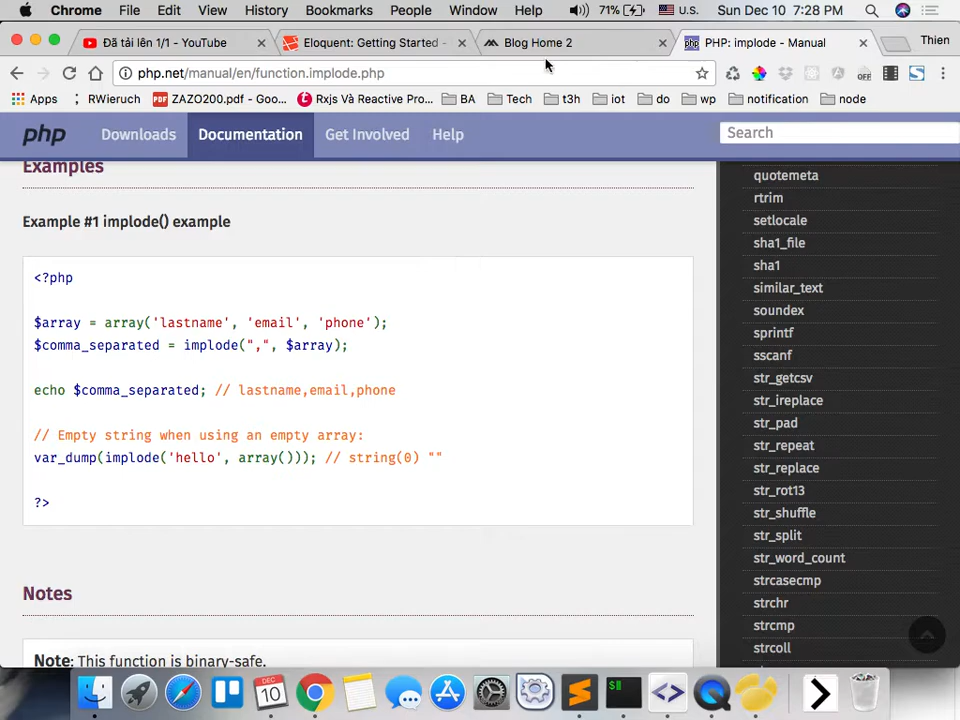 Chrome File Edit View History Bookmarks People Window Help 71% U.S. Sun Dec 10 7:28 PM
Đã tải lên 1/1 - YouTube Eloquent: Getting Started - Blog Home 2 php PHP: implode - Manual Thien
php.net/manual/en/function.implode.php OFF S
Apps RWieruch PDF ZAZO200.pdf - Goo... Rxjs Và Reactive Pro... BA Tech t3h iot do wp notification node
php Downloads Documentation Get Involved Help Search
Examples
Example #1 implode() example
<?php
$array = array('lastname', 'email', 'phone');
$comma_separated = implode(",", $array);
echo $comma_separated; // lastname,email,phone
// Empty string when using an empty array:
var_dump(implode('hello', array())); // string(0) ""
?>
Notes
Note: This function is binary-safe.
quotemeta
rtrim
setlocale
sha1_file
sha1
similar_text
soundex
sprintf
sscanf
str_getcsv
str_ireplace
str_pad
str_repeat
str_replace
str_rot13
str_shuffle
str_split
str_word_count
strcasecmp
strchr
strcmp
strcoll
DEC
10
$